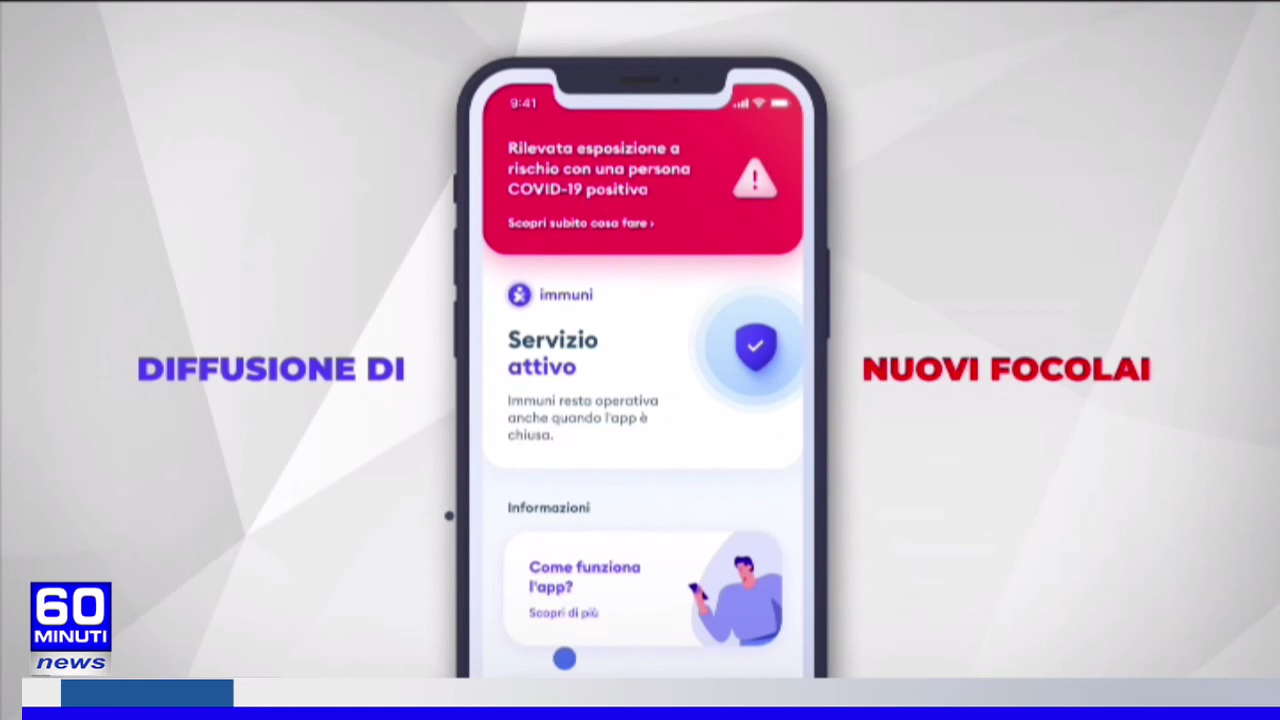 9:41
Rilevata esposizione a
rischio con una persona
COVID-19 positiva
Scopri subito cosa fare ›
immuni
Servizio
attivo
DIFFUSIONE DI
NUOVI FOCOLAI
Immuni resta operativa
anche quando l'app è
chiusa.
Informazioni
Come funziona
l'app?
Scopri di più
60
MINUTI
news